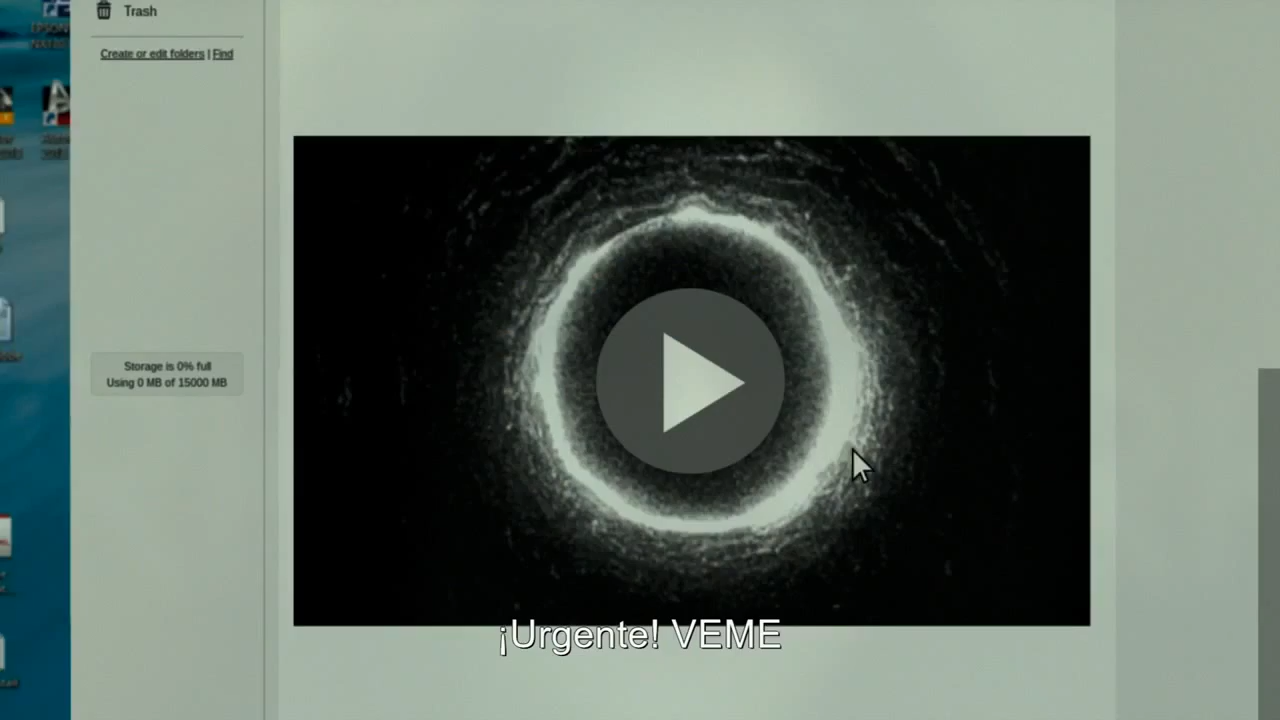 Trash
Create or edit folders | Find
Storage is 0% full
Using 0 MB of 15000 MB
¡Urgente! VEME